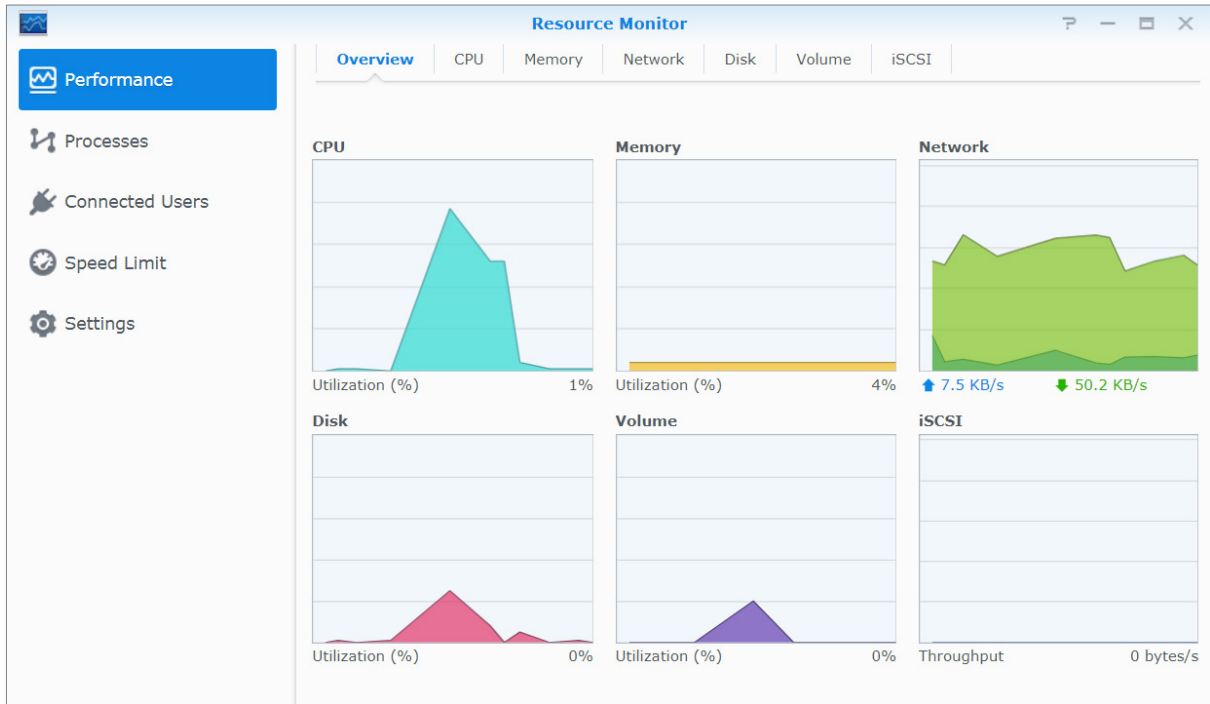 Resource Monitor
Performance
Processes
Connected Users
Speed Limit
Settings
Overview CPU Memory Network Disk Volume iSCSI
CPU Memory Network
Utilization (%) 1% Utilization (%) 4% 7.5 KB/s 50.2 KB/s
Disk Volume iSCSI
Utilization (%) 0% Utilization (%) 0% Throughput 0 bytes/s